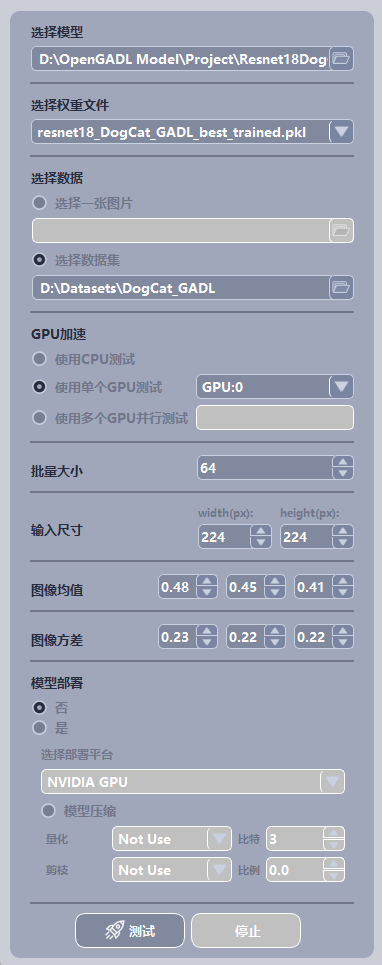 选择模型
D:\OpenGADL Model\Project\Resnet18Dog
选择权重文件
resnet18_DogCat_GADL_best_trained.pkl
选择数据
选择一张图片
选择数据集
D:\Datasets\DogCat_GADL
GPU加速
使用CPU测试
使用单个GPU测试 GPU:0
使用多个GPU并行测试
批量大小 64
width(px): height(px):
输入尺寸 224 224
图像均值 0.48 0.45 0.41
图像方差 0.23 0.22 0.22
模型部署
否
是
选择部署平台
NVIDIA GPU
模型压缩
量化 Not Use 比特 3
剪枝 Not Use 比例 0.0
测试 停止